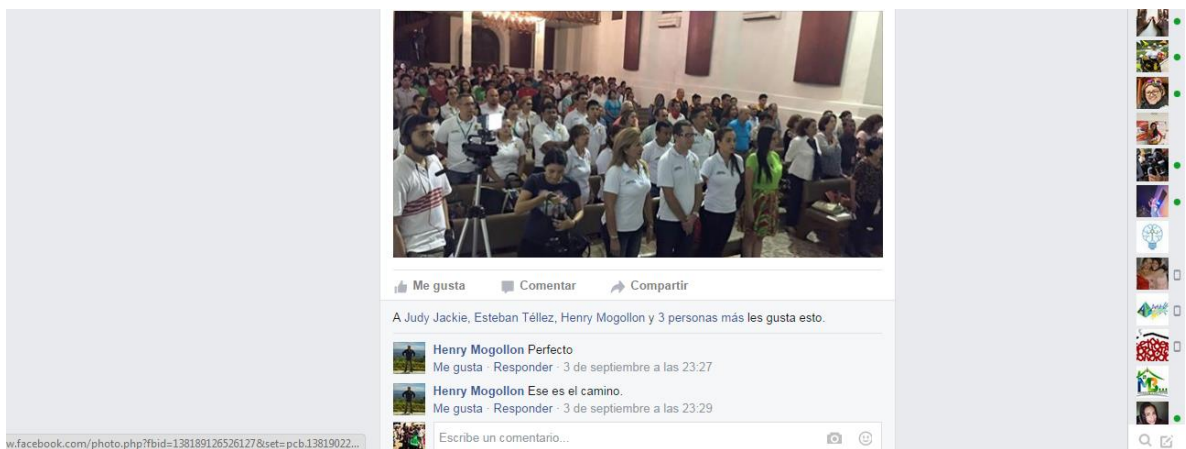 Me gusta Comentar Compartir
A Judy Jackie, Esteban Téllez, Henry Mogollon y 3 personas más les gusta esto.
Henry Mogollon Perfecto
Me gusta · Responder · 3 de septiembre a las 23:27
Henry Mogollon Ese es el camino.
Me gusta · Responder · 3 de septiembre a las 23:29
Escribe un comentario...
w.facebook.com/photo.php?fbid=138189126526127&set=pcb.13819022...